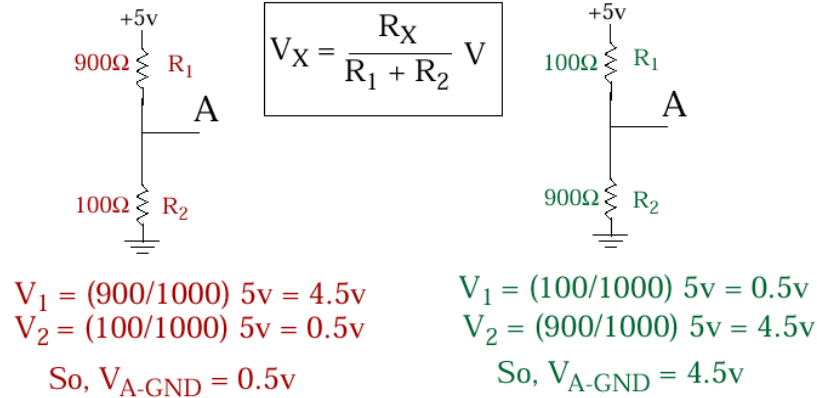 +5v
900Ω R1
A
100Ω R2
VX = RX / R1 + R2 V
+5v
100Ω R1
A
900Ω R2
V1 = (900/1000) 5v = 4.5v
V2 = (100/1000) 5v = 0.5v
So, VA-GND = 0.5v
V1 = (100/1000) 5v = 0.5v
V2 = (900/1000) 5v = 4.5v
So, VA-GND = 4.5v